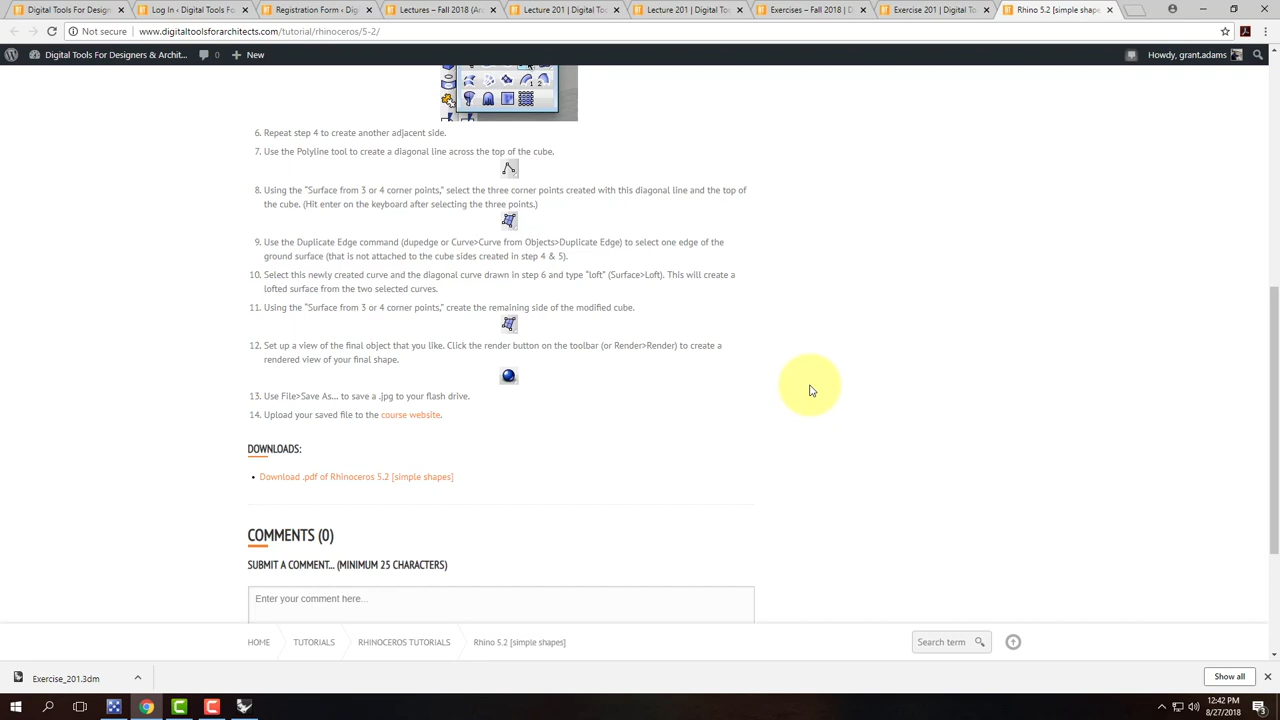 Digital Tools For Desig
Log In ‹ Digital Tools f
Registration Form ‹ Dig
Lectures – Fall 2018 (Ar
Lecture 201 | Digital Too
Lecture 201 | Digital Too
Exercises – Fall 2018 | D
Exercise 201 | Digital To
Rhino 5.2 [simple shape
Not secure | www.digitaltoolsforarchitects.com/tutorial/rhinoceros/5-2/
Digital Tools For Designers & Archit... 0 + New Howdy, grant.adams
6. Repeat step 4 to create another adjacent side.
7. Use the Polyline tool to create a diagonal line across the top of the cube.
8. Using the “Surface from 3 or 4 corner points,” select the three corner points created with this diagonal line and the top of
the cube. (Hit enter on the keyboard after selecting the three points.)
9. Use the Duplicate Edge command (dupedge or Curve>Curve from Objects>Duplicate Edge) to select one edge of the
ground surface (that is not attached to the cube sides created in step 4 & 5).
10. Select this newly created curve and the diagonal curve drawn in step 6 and type “loft” (Surface>Loft). This will create a
lofted surface from the two selected curves.
11. Using the “Surface from 3 or 4 corner points,” create the remaining side of the modified cube.
12. Set up a view of the final object that you like. Click the render button on the toolbar (or Render>Render) to create a
rendered view of your final shape.
13. Use File>Save As... to save a .jpg to your flash drive.
14. Upload your saved file to the course website.
DOWNLOADS:
• Download .pdf of Rhinoceros 5.2 [simple shapes]
COMMENTS (0)
SUBMIT A COMMENT... (MINIMUM 25 CHARACTERS)
Enter your comment here...
HOME TUTORIALS RHINOCEROS TUTORIALS Rhino 5.2 [simple shapes] Search term
Exercise_201.3dm Show all
12:42 PM
8/27/2018